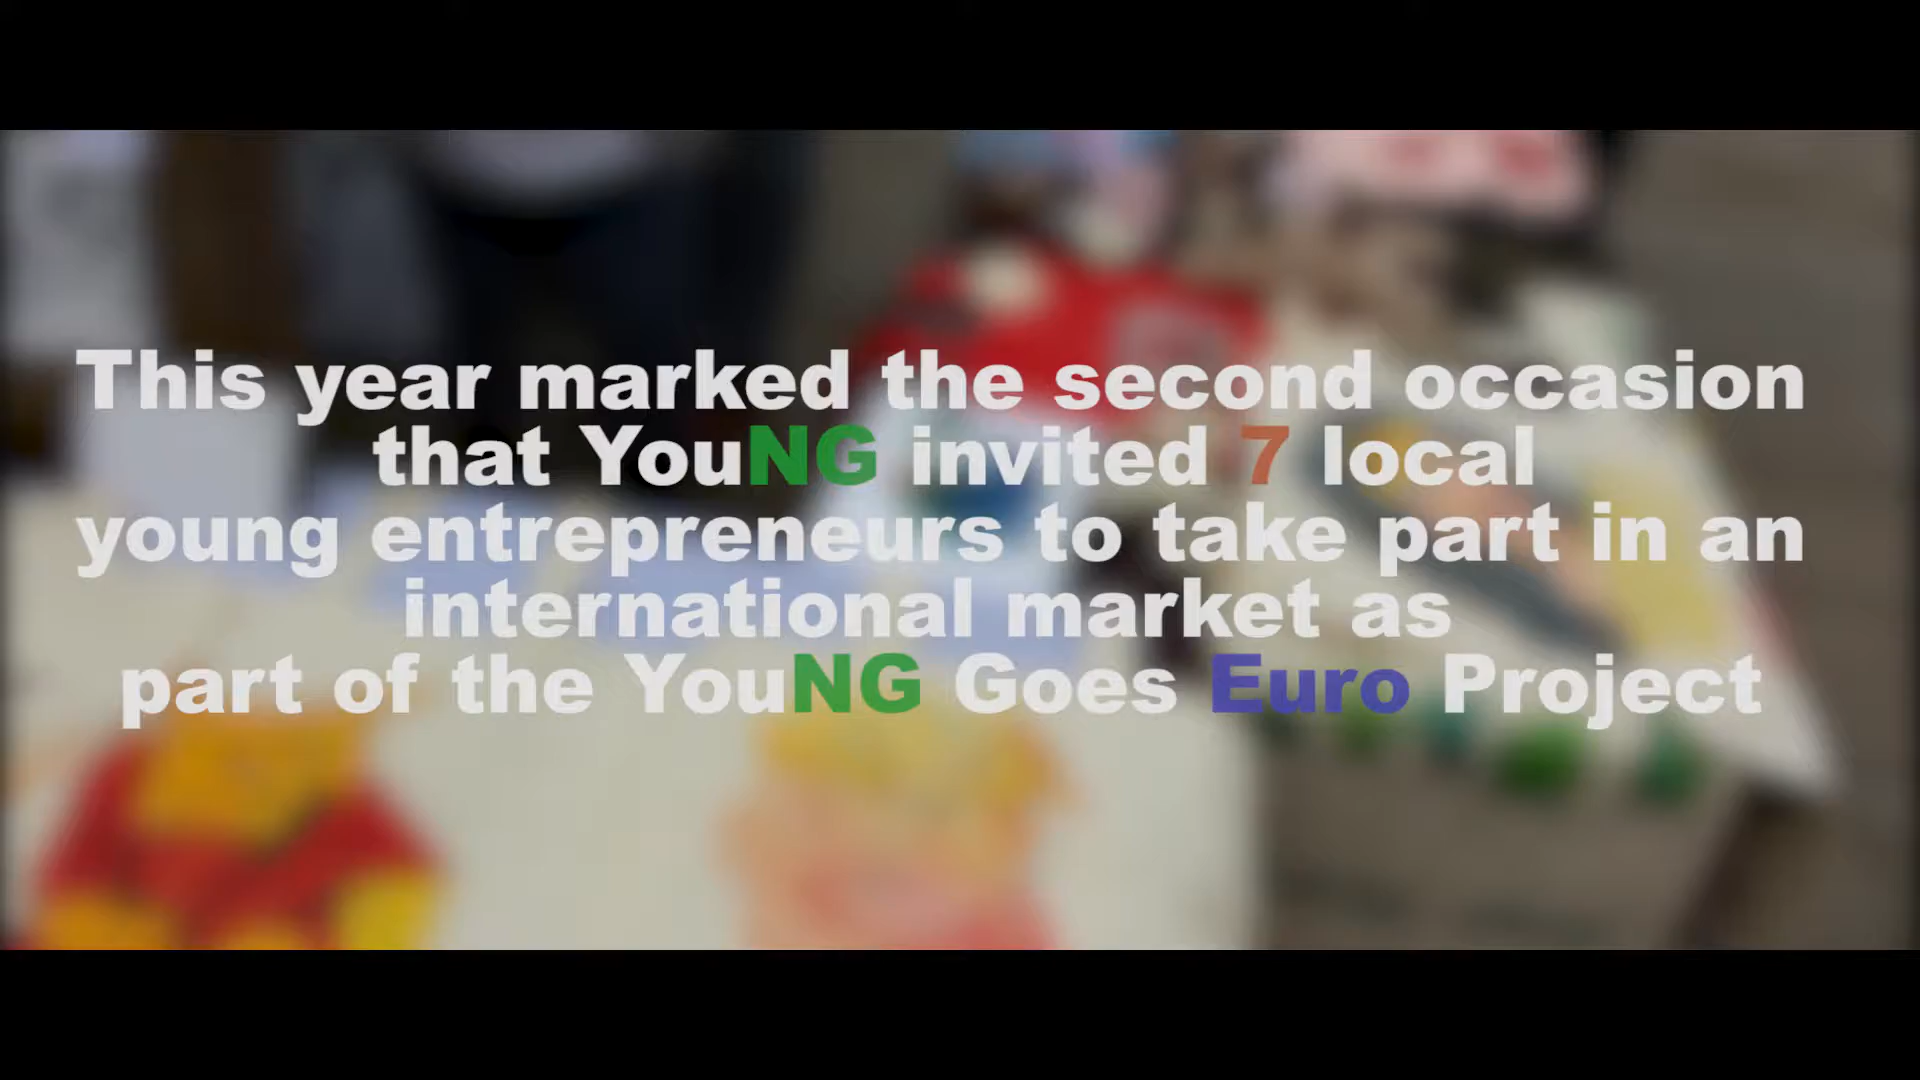 This year marked the second occasion
that YouNG invited 7 local
young entrepreneurs to take part in an
international market as
part of the YouNG Goes Euro Project